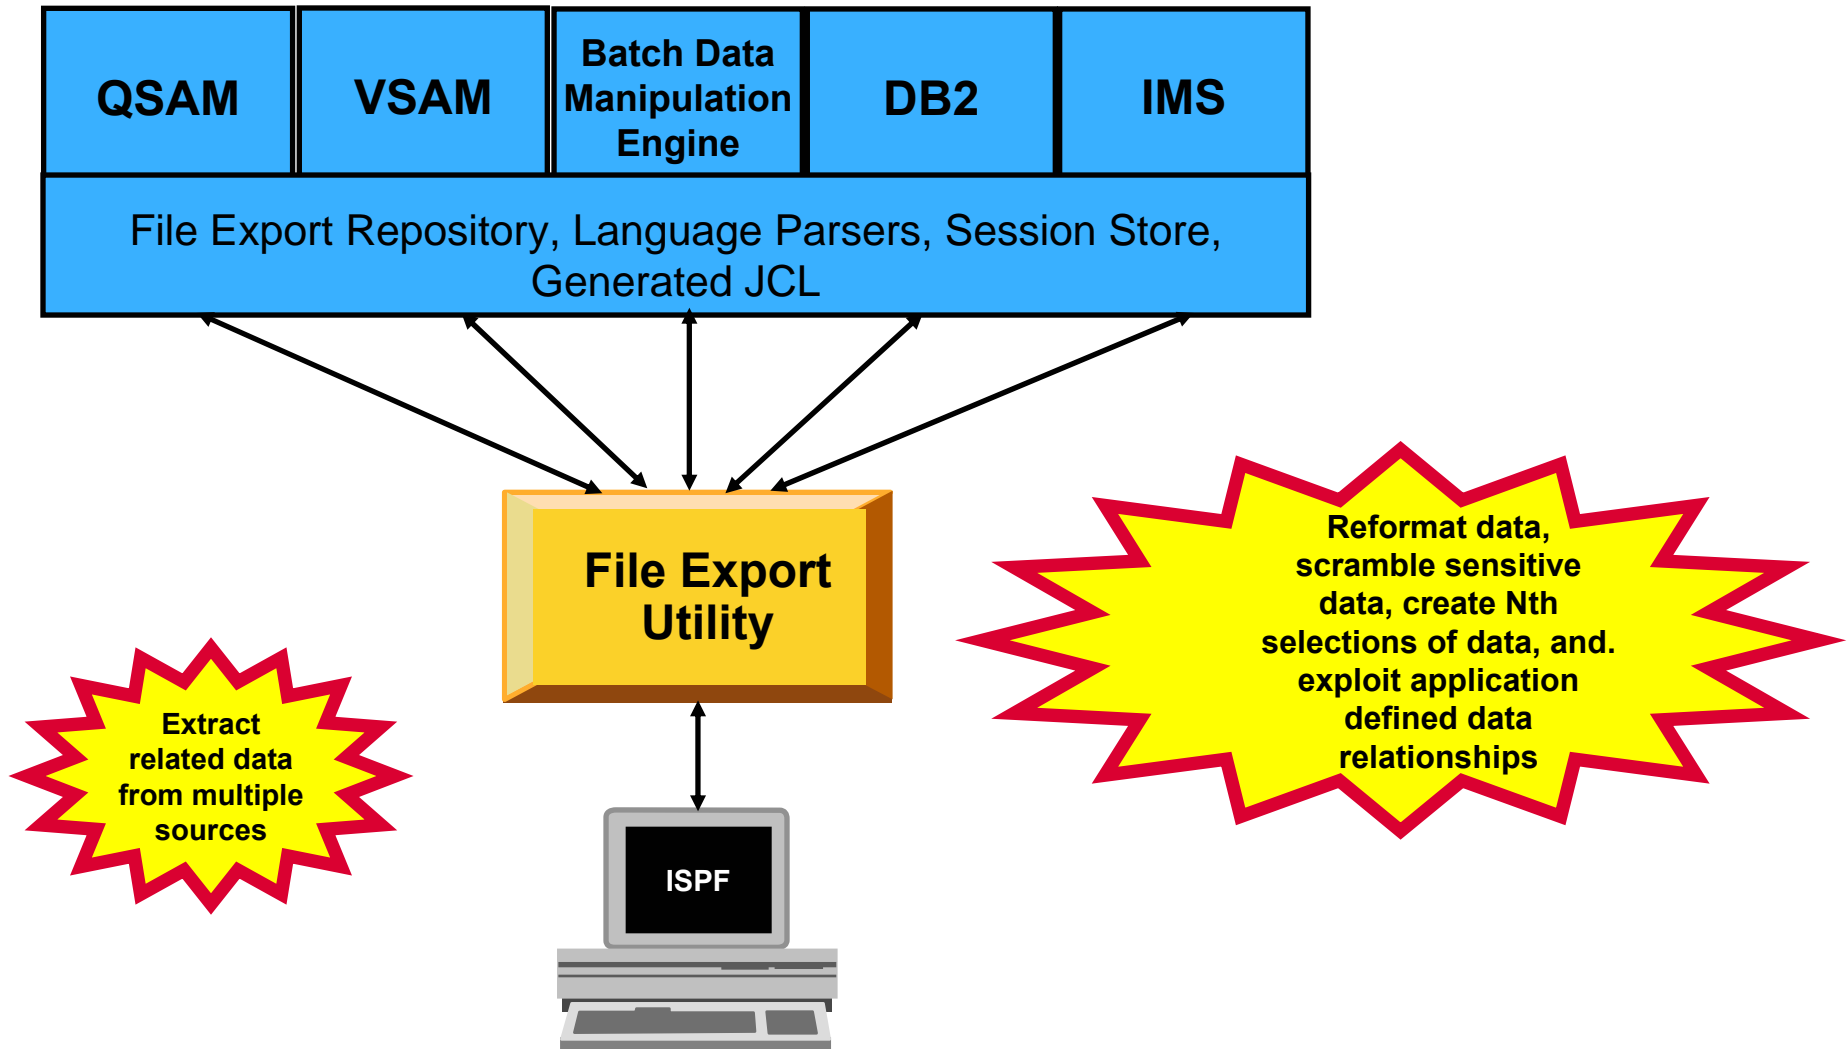 QSAM
VSAM
Batch Data
Manipulation
Engine
DB2
IMS
File Export Repository, Language Parsers, Session Store,
Generated JCL
File Export
Utility
Reformat data,
scramble sensitive
data, create Nth
selections of data, and.
exploit application
defined data
relationships
Extract
related data
from multiple
sources
ISPF